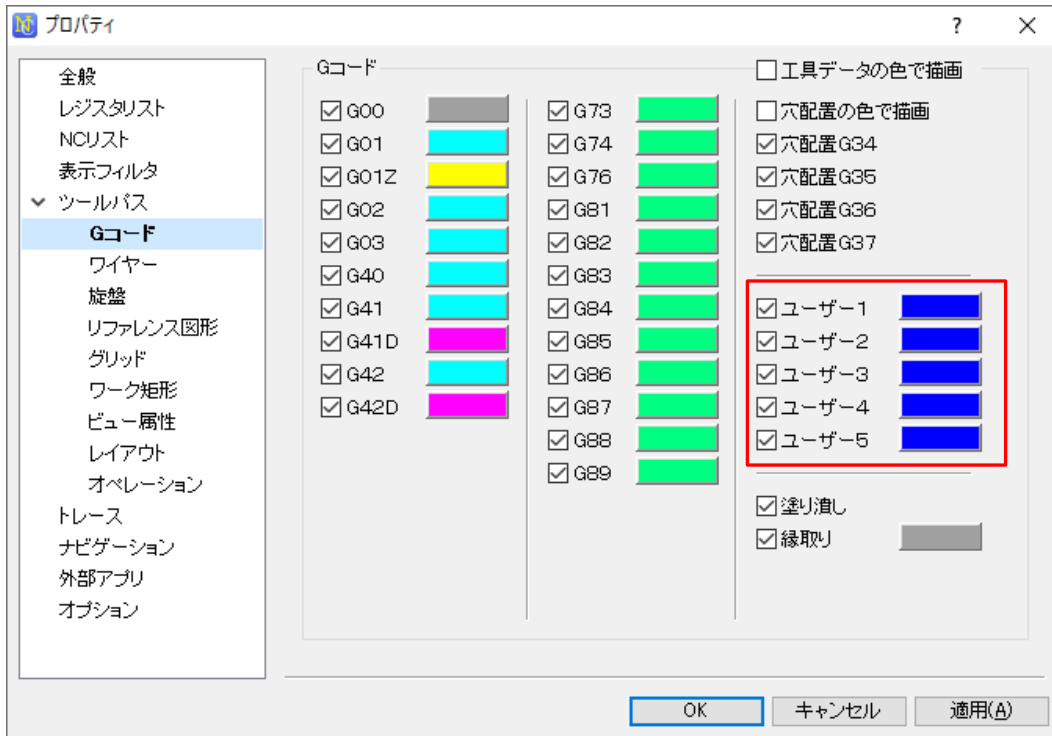 プロパティ
?
全般
レジスタリスト
NCリスト
表示フィルタ
ツールパス
Gコード
ワイヤー
旋盤
リファレンス図形
グリッド
ワーク矩形
ビュー属性
レイアウト
オペレーション
トレース
ナビゲーション
外部アプリ
オプション
Gコード
G00
G01
G01Z
G02
G03
G40
G41
G41D
G42
G42D
G73
G74
G76
G81
G82
G83
G84
G85
G86
G87
G88
G89
工具データの色で描画
穴配置の色で描画
穴配置G34
穴配置G35
穴配置G36
穴配置G37
ユーザー1
ユーザー2
ユーザー3
ユーザー4
ユーザー5
塗り潰し
縁取り
OK
キャンセル
適用(A)